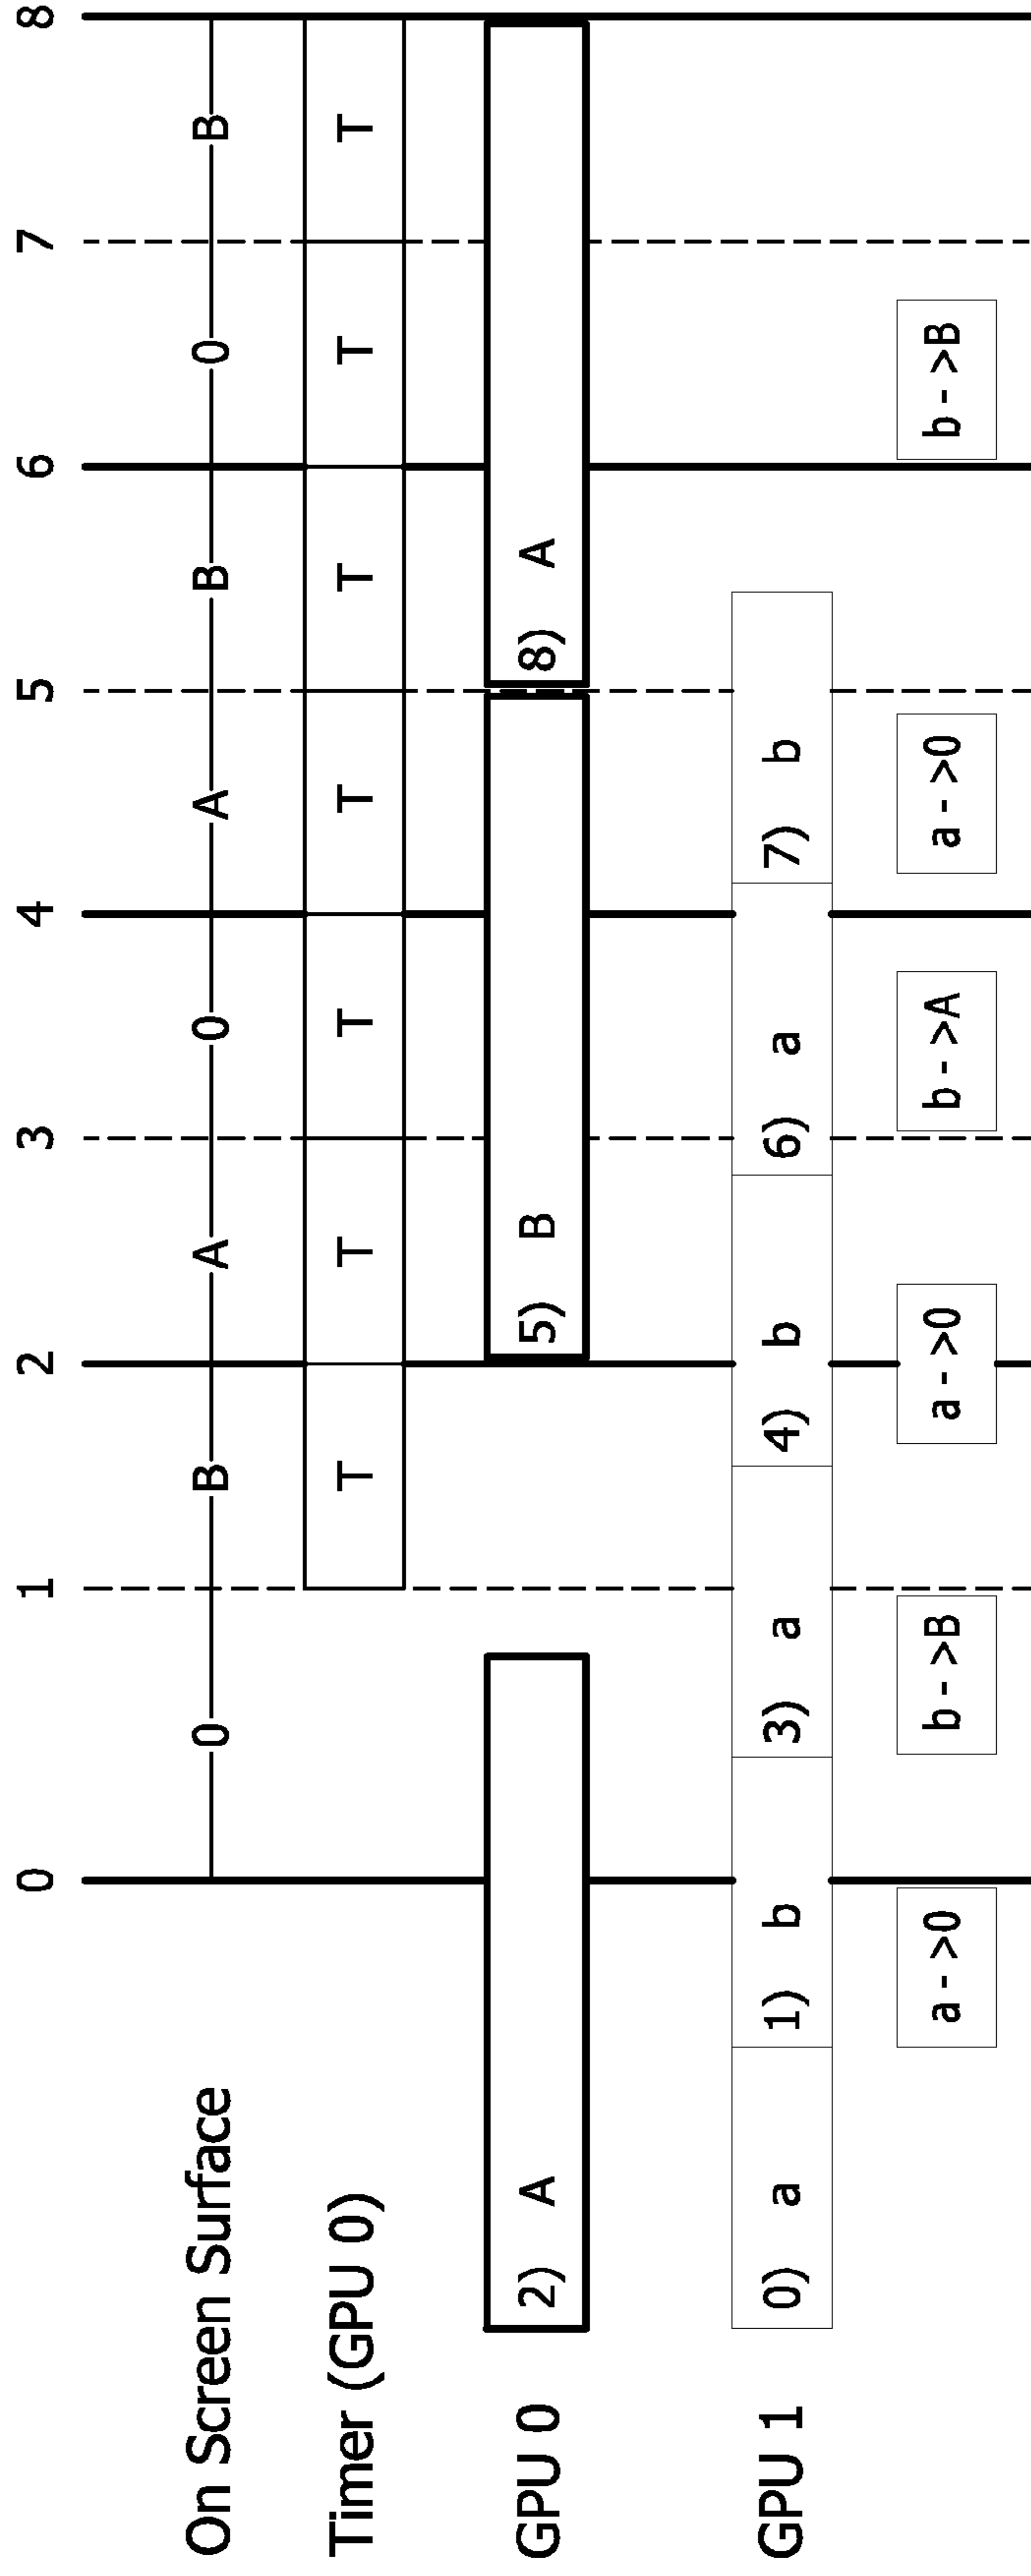 0 1 2 3 4 5 6 7 8
On Screen Surface 0 B A 0 A B 0 B
Timer (GPU 0) T T T T T T T
GPU 0 2) A 5) B 8) A
GPU 1 0) a 1) b 3) a 4) b 6) a 7) b
a->0 b->B a->0 b->A a->0 b->B